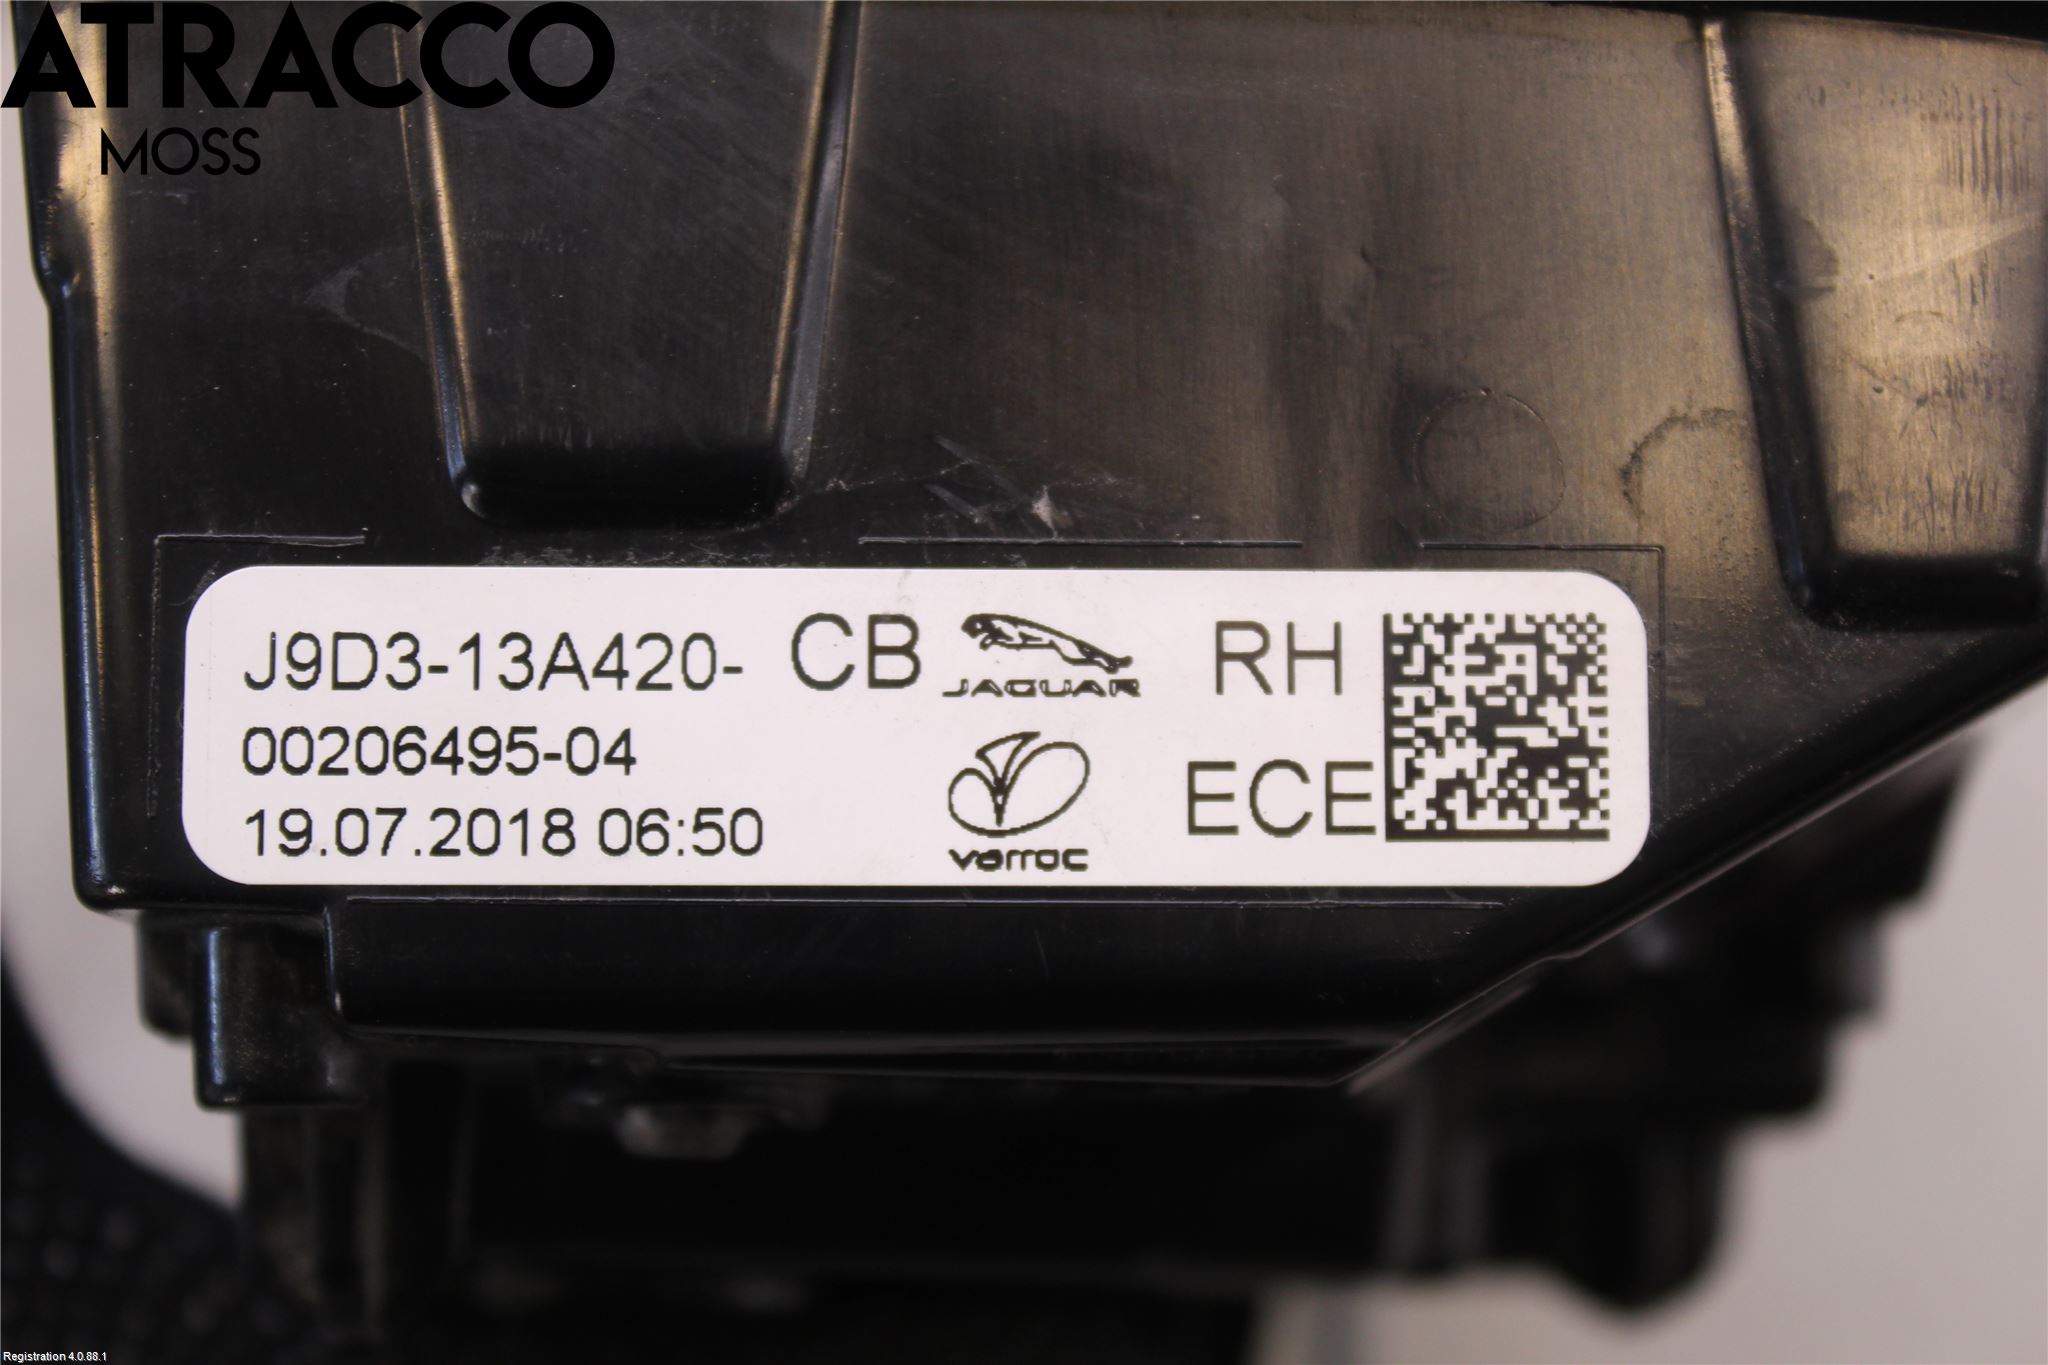 ATRACCO
MOSS
J9D3-13A420- CB JAGUAR RH
00206495-04
19.07.2018 06:50 varroc ECE
Registration 4.0.88.1